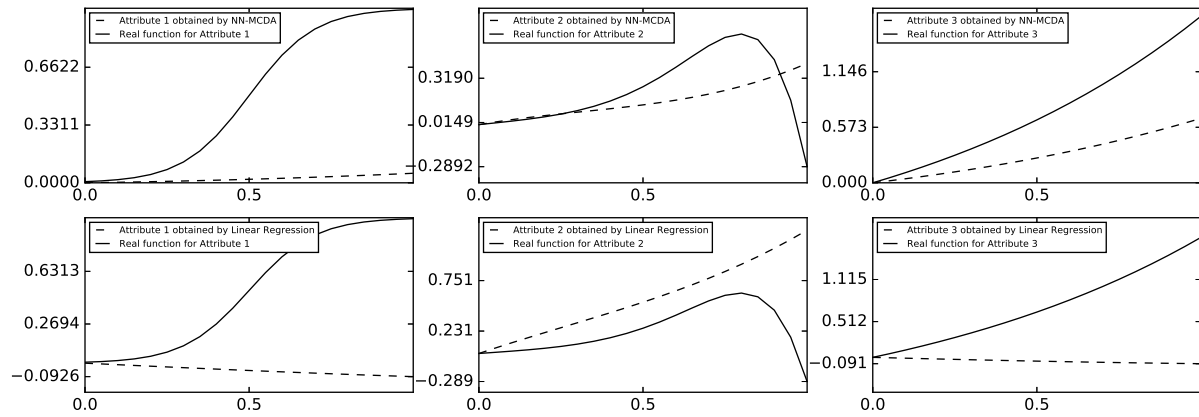 Attribute 1 obtained by NN-MCDA
Real function for Attribute 1
0.6622
0.3311
0.0000
0.0
0.5
Attribute 2 obtained by NN-MCDA
Real function for Attribute 2
0.3190
0.0149
−0.2892
0.0
0.5
Attribute 3 obtained by NN-MCDA
Real function for Attribute 3
1.146
0.573
0.000
0.0
0.5
Attribute 1 obtained by Linear Regression
Real function for Attribute 1
0.6313
0.2694
−0.0926
0.0
0.5
Attribute 2 obtained by Linear Regression
Real function for Attribute 2
0.751
0.231
−0.289
0.0
0.5
Attribute 3 obtained by Linear Regression
Real function for Attribute 3
1.115
0.512
−0.091
0.0
0.5